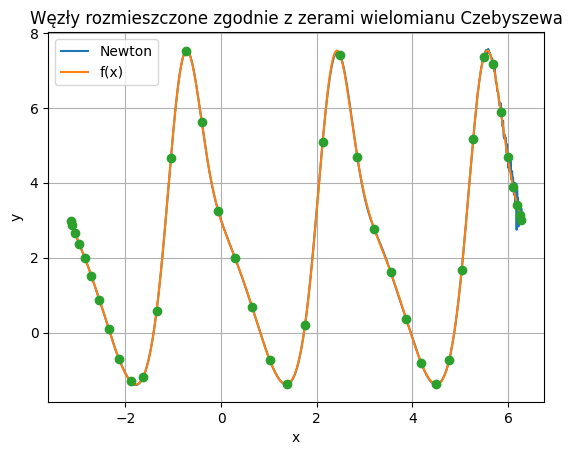 Węzły rozmieszczone zgodnie z zerami wielomianu Czebyszewa
Newton
f(x)
8
6
4
2
0
y
−2
0
2
4
6
x